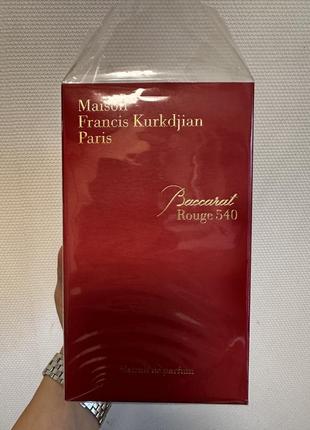 Maison
Francis Kurkdjian
Paris
Baccarat
Rouge 540
Extrait de parfum